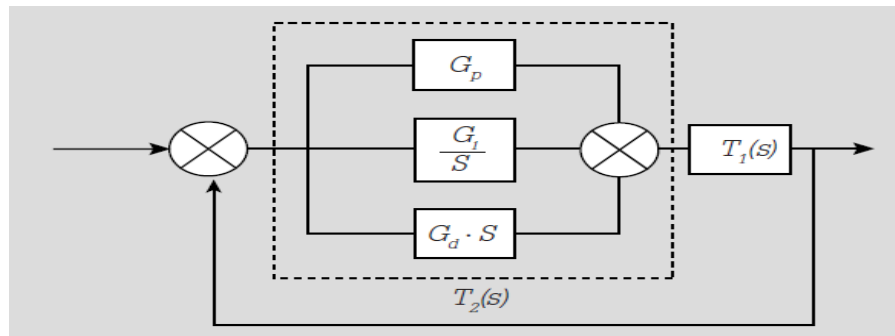 G_p
G_I
S
T_1(s)
G_d · S
T_2(s)